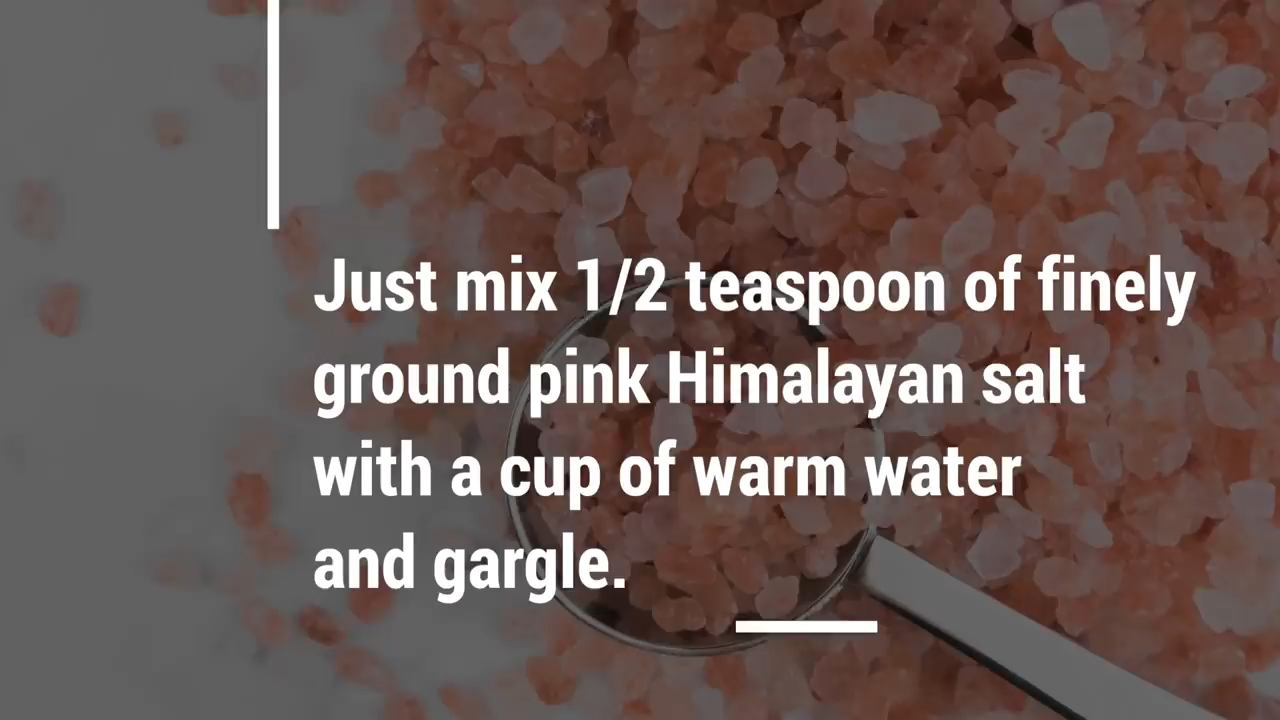 Just mix 1/2 teaspoon of finely
ground pink Himalayan salt
with a cup of warm water
and gargle.